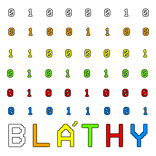 0 1 0 0 0 0 1 0
0 1 0 0 1 1 0 0
1 1 0 0 0 0 0 1
0 1 0 1 0 1 0 0
0 1 0 0 1 0 0 0
0 1 0 1 1 0 0 1
BLÁTHY